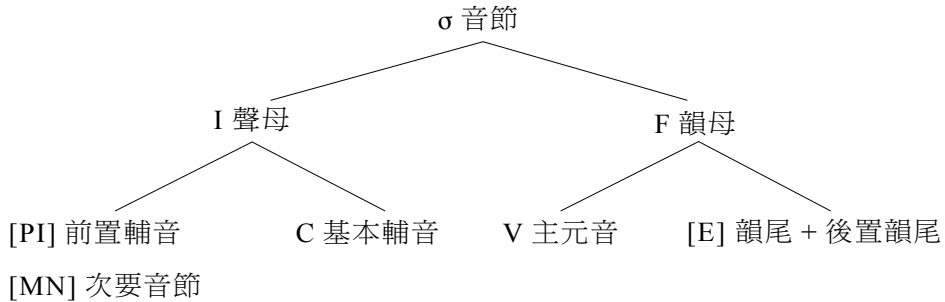 σ 音節
I 聲母
F 韻母
[PI] 前置輔音
C 基本輔音
V 主元音
[E] 韻尾 + 後置韻尾
[MN] 次要音節